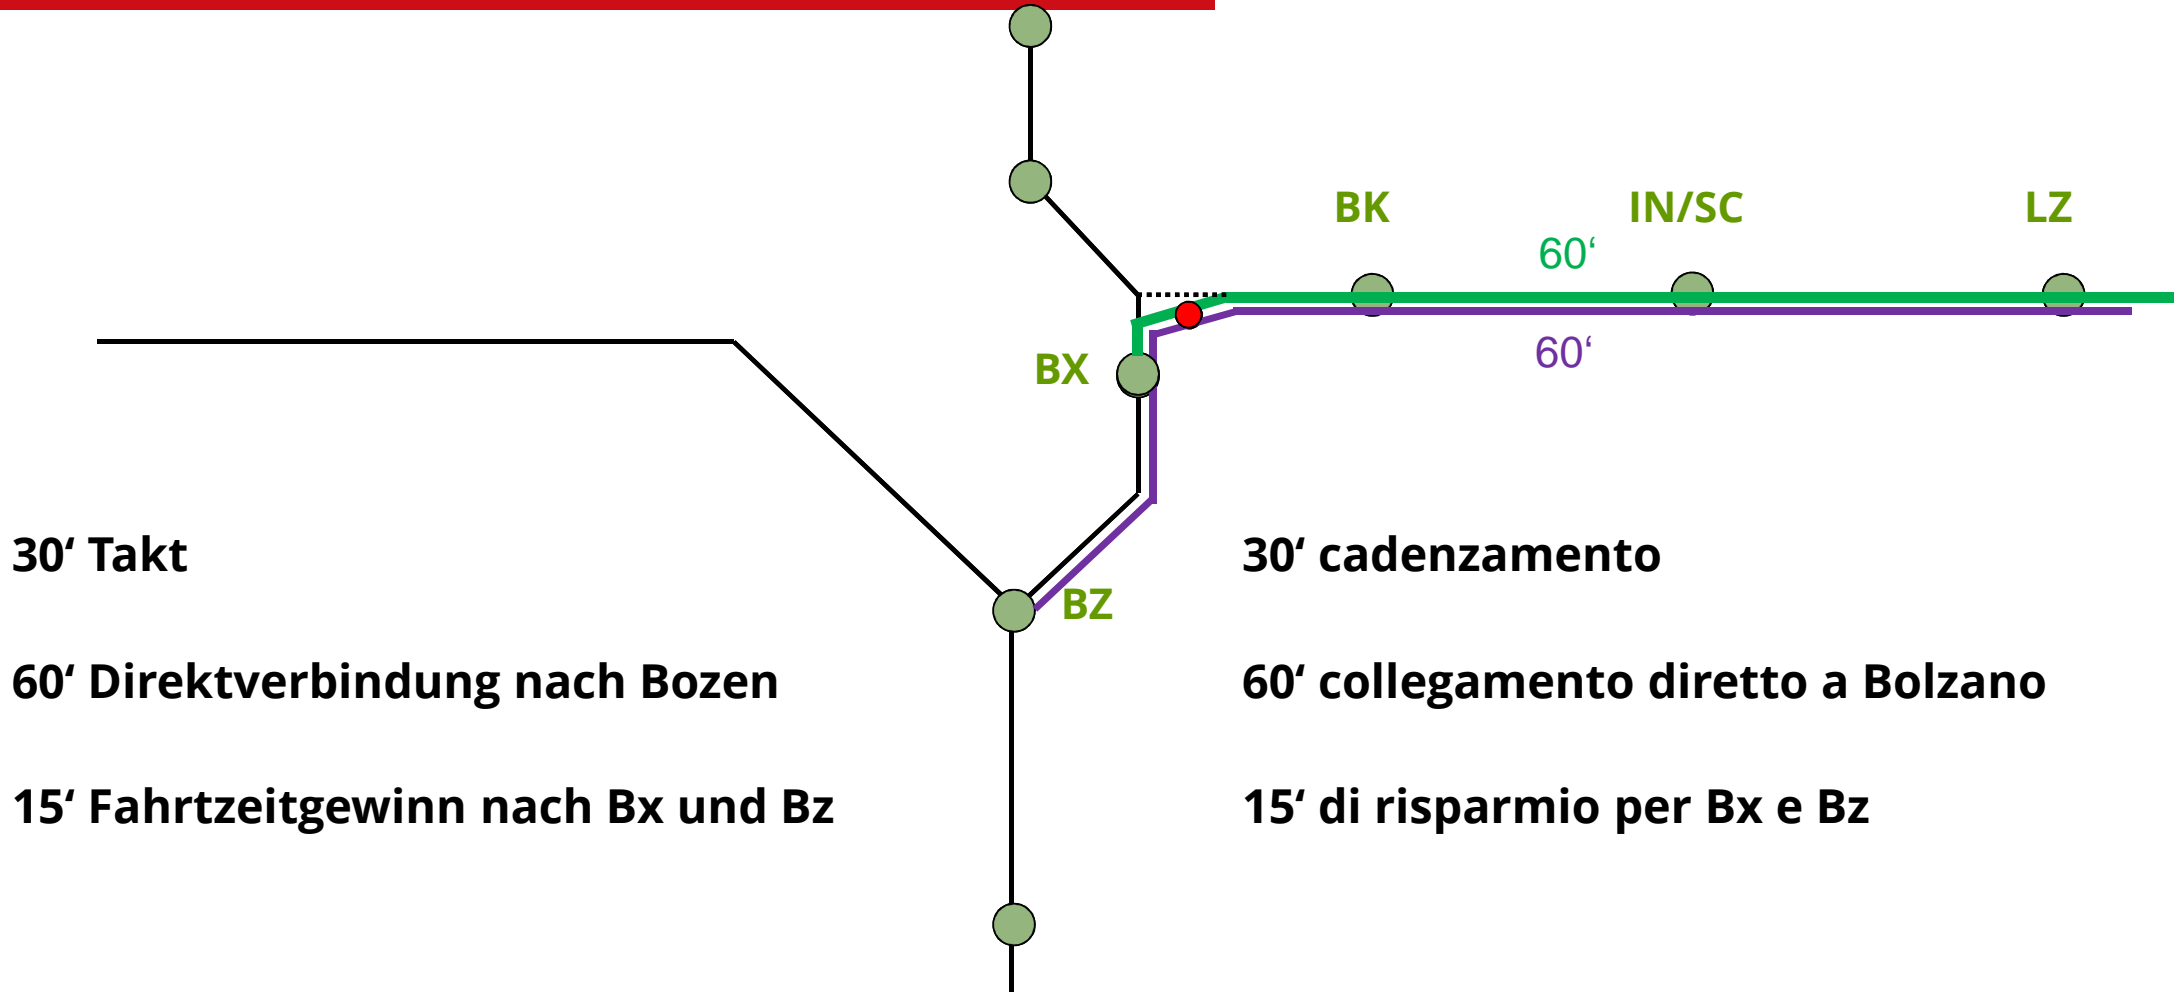 BK
IN/SC
LZ
60‘
60‘
BX
BZ
30‘ Takt
60‘ Direktverbindung nach Bozen
15‘ Fahrtzeitgewinn nach Bx und Bz
30‘ cadenzamento
60‘ collegamento diretto a Bolzano
15‘ di risparmio per Bx e Bz